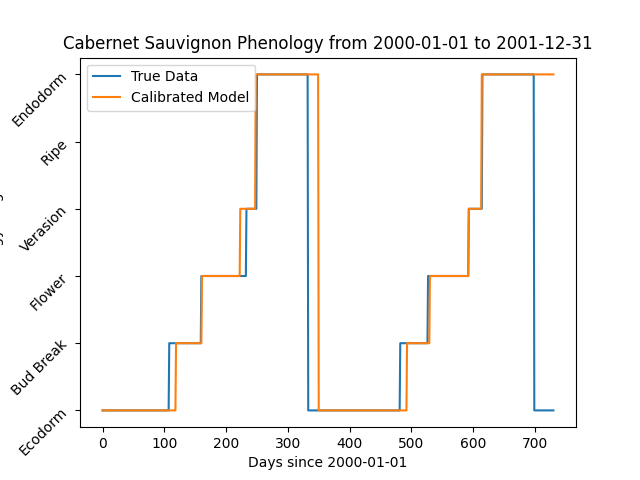 Cabernet Sauvignon Phenology from 2000-01-01 to 2001-12-31
True Data
Calibrated Model
Endodorm
Ripe
Verasion
Flower
Bud Break
Ecodorm
0 100 200 300 400 500 600 700
Days since 2000-01-01